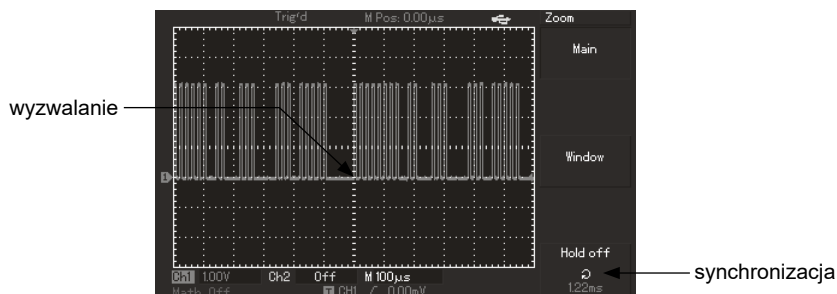 Trig'd M Pos: 0.00μs Zoom
Main
wyzwalanie
Window
1
Hold off
synchronizacja
1.22ms
Ch1 1.00V Ch2 Off M 100μs
Math Off T CH1 0.00mV